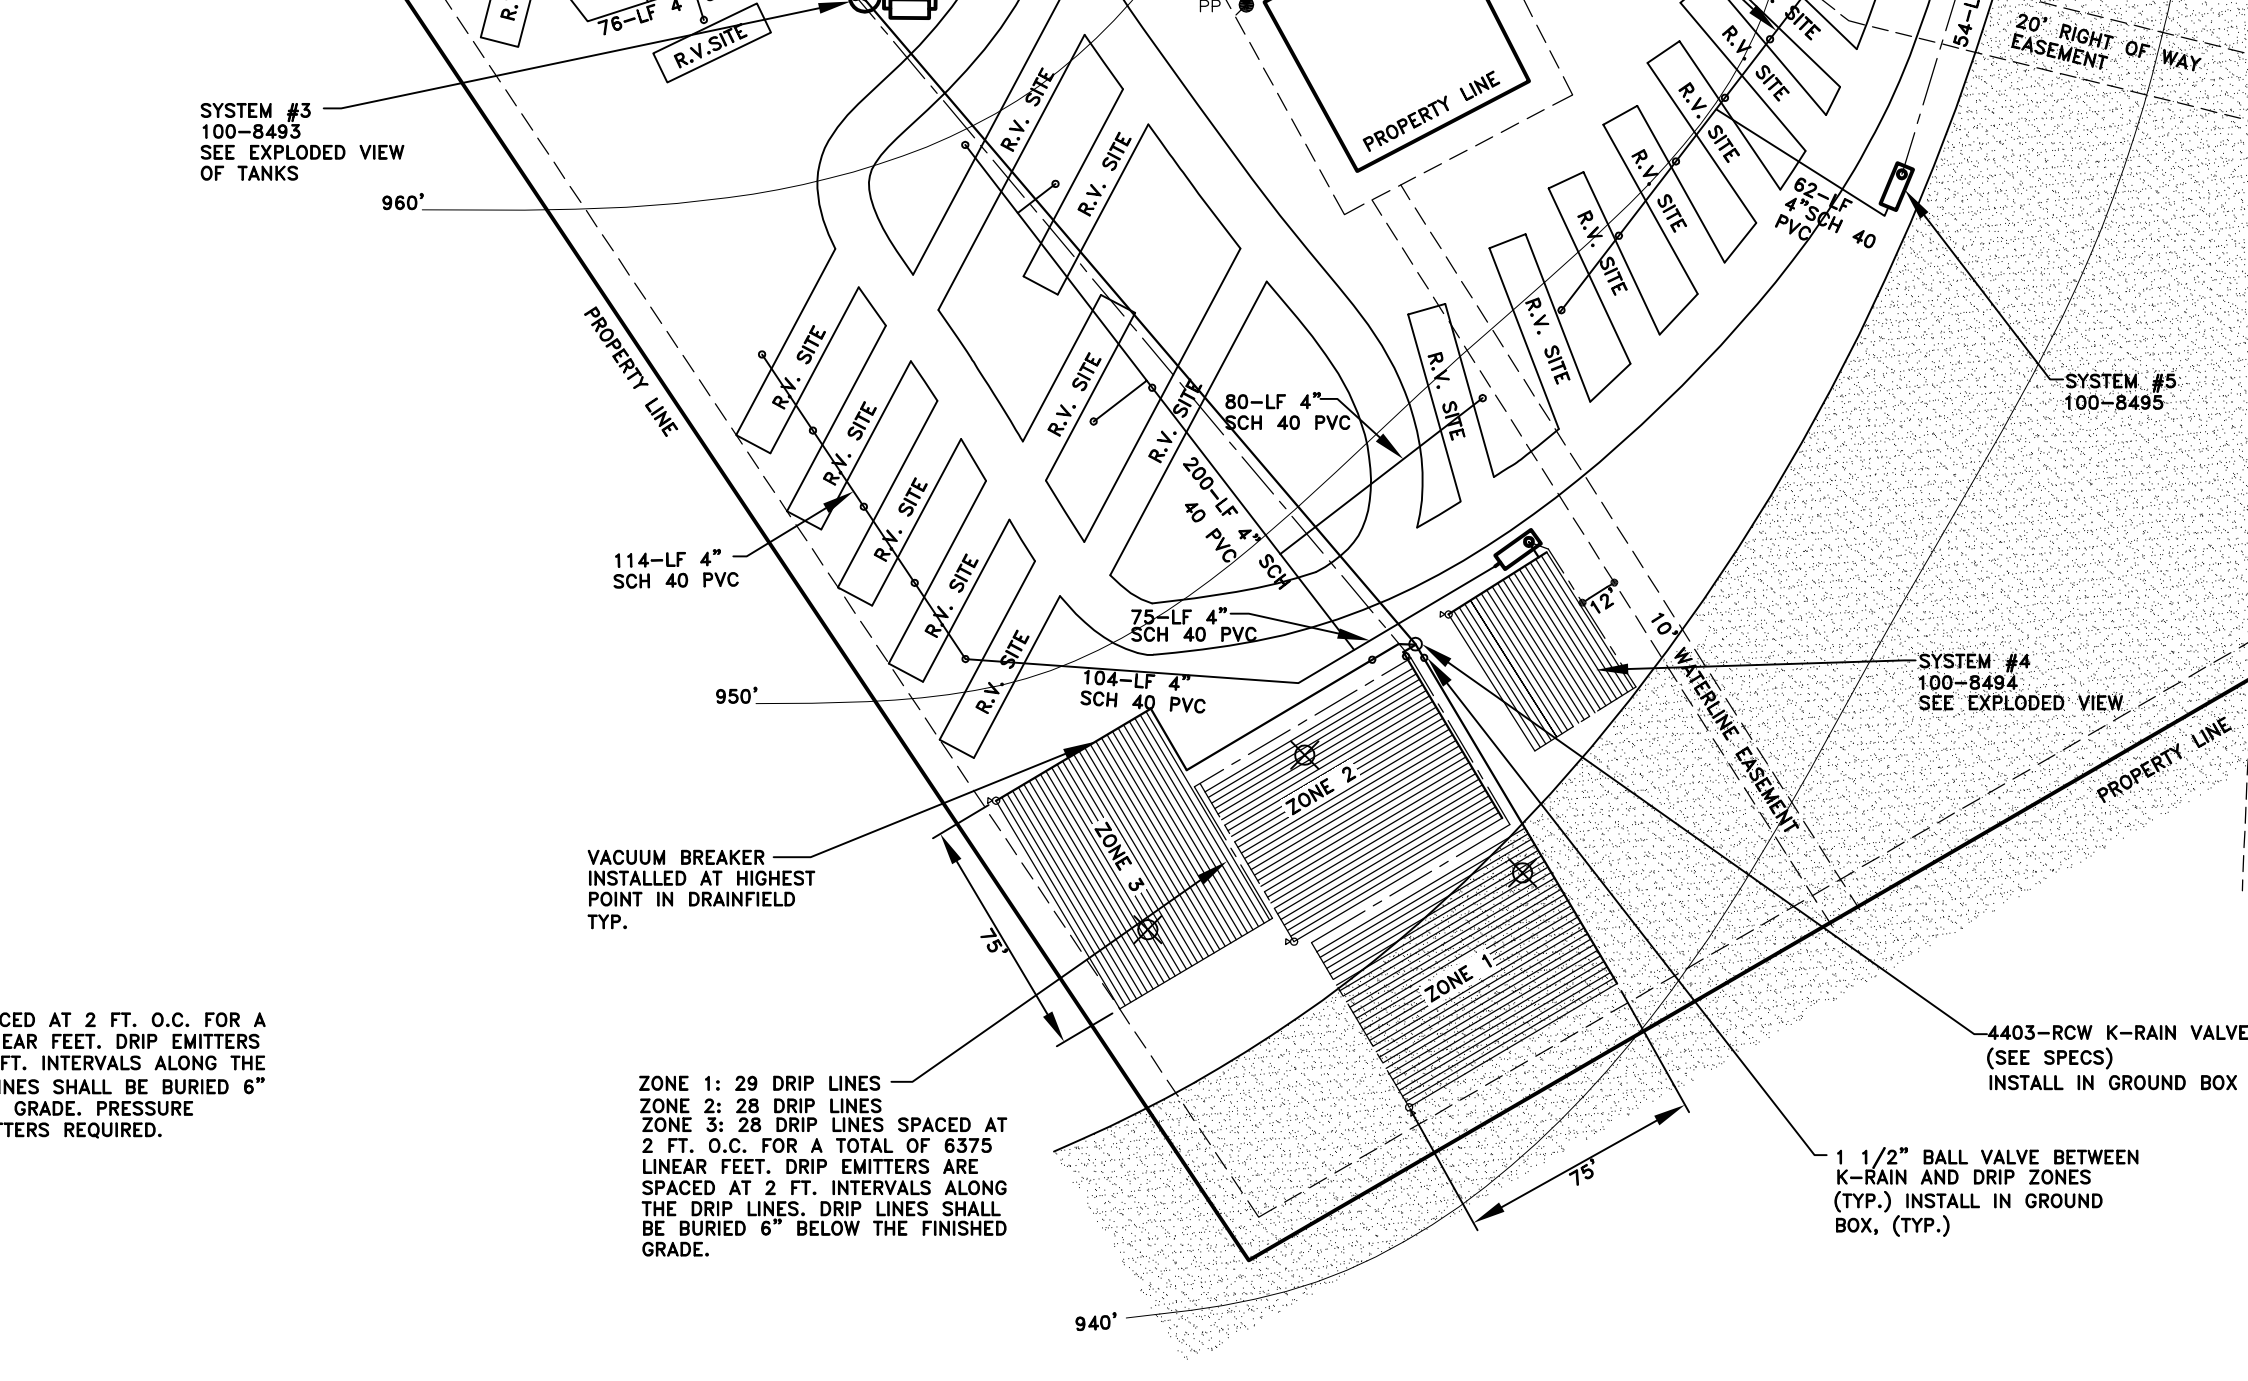 R.
76-LF 4
R.V.SITE
PP
PROPERTY LINE
SITE
R.V. SITE
R.V. SITE
R.V. SITE
R.V. SITE
R.V. SITE
R.V. SITE
54-L
20' RIGHT OF WAY
EASEMENT
SYSTEM #3
100-8493
SEE EXPLODED VIEW
OF TANKS
960'
R.V. SITE
R.V. SITE
62-LF
4"SCH 40
PVC
PROPERTY LINE
R.V. SITE
R.V. SITE
R.V. SITE
R.V. SITE
R.V. SITE
R.V. SITE
R.V. SITE
80-LF 4"
SCH 40 PVC
SYSTEM #5
100-8495
200-LF 4" SCH
40 PVC
114-LF 4"
SCH 40 PVC
75-LF 4"
SCH 40 PVC
12"
10' WATERLINE EASEMENT
SYSTEM #4
100-8494
SEE EXPLODED VIEW
950'
104-LF 4"
SCH 40 PVC
R.V. SITE
PROPERTY LINE
ZONE 2
ZONE 3
ZONE 1
VACUUM BREAKER
INSTALLED AT HIGHEST
POINT IN DRAINFIELD
TYP.
75'
CED AT 2 FT. O.C. FOR A
EAR FEET. DRIP EMITTERS
FT. INTERVALS ALONG THE
INES SHALL BE BURIED 6"
GRADE. PRESSURE
TTERS REQUIRED.
ZONE 1: 29 DRIP LINES
ZONE 2: 28 DRIP LINES
ZONE 3: 28 DRIP LINES SPACED AT
2 FT. O.C. FOR A TOTAL OF 6375
LINEAR FEET. DRIP EMITTERS ARE
SPACED AT 2 FT. INTERVALS ALONG
THE DRIP LINES. DRIP LINES SHALL
BE BURIED 6" BELOW THE FINISHED
GRADE.
4403-RCW K-RAIN VALVE
(SEE SPECS)
INSTALL IN GROUND BOX
75'
1 1/2" BALL VALVE BETWEEN
K-RAIN AND DRIP ZONES
(TYP.) INSTALL IN GROUND
BOX, (TYP.)
940'